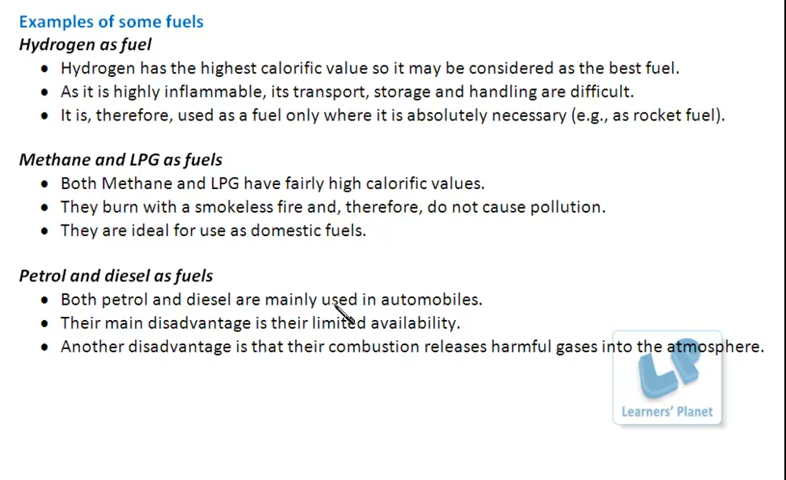 Examples of some fuels
Hydrogen as fuel
• Hydrogen has the highest calorific value so it may be considered as the best fuel.
• As it is highly inflammable, its transport, storage and handling are difficult.
• It is, therefore, used as a fuel only where it is absolutely necessary (e.g., as rocket fuel).
Methane and LPG as fuels
• Both Methane and LPG have fairly high calorific values.
• They burn with a smokeless fire and, therefore, do not cause pollution.
• They are ideal for use as domestic fuels.
Petrol and diesel as fuels
• Both petrol and diesel are mainly used in automobiles.
• Their main disadvantage is their limited availability.
• Another disadvantage is that their combustion releases harmful gases into the atmosphere.
LP
Learners' Planet